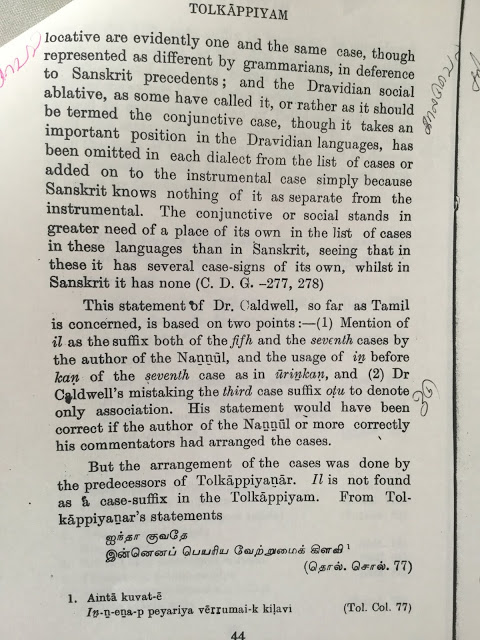 TOLKĀPPIYAM
locative are evidently one and the same case, though
represented as different by grammarians, in deference
to Sanskrit precedents; and the Dravidian social
ablative, as some have called it, or rather as it should
be termed the conjunctive case, though it takes an
important position in the Dravidian languages, has
been omitted in each dialect from the list of cases or
added on to the instrumental case simply because
Sanskrit knows nothing of it as separate from the
instrumental. The conjunctive or social stands in
greater need of a place of its own in the list of cases
in these languages than in Sanskrit, seeing that in
these it has several case-signs of its own, whilst in
Sanskrit it has none (C. D. G. –277, 278)
This statement of Dr. Caldwell, so far as Tamil
is concerned, is based on two points:—(1) Mention of
il as the suffix both of the fifh and the seventh cases by
the author of the Naṉṉūl, and the usage of iṉ before
kaṇ of the seventh case as in ūriṉkaṇ, and (2) Dr
Caldwell's mistaking the third case suffix oṭu to denote
only association. His statement would have been
correct if the author of the Naṉṉūl or more correctly
his commentators had arranged the cases.
But the arrangement of the cases was done by
the predecessors of Tolkāppiyaṉār. Il is not found
as a case-suffix in the Tolkāppiyam. From Tol-
kāppiyaṉar's statements
ஐந்தா குவதே
இன்னெனப் பெயரிய வேற்றுமைக் கிளவி¹
(தொல். சொல். 77)
1. Aintā kuvat-ē
Iṉ-ṉ-eṉa-p peyariya vēṟṟumai-k kiḷavi (Tol. Col. 77)
44